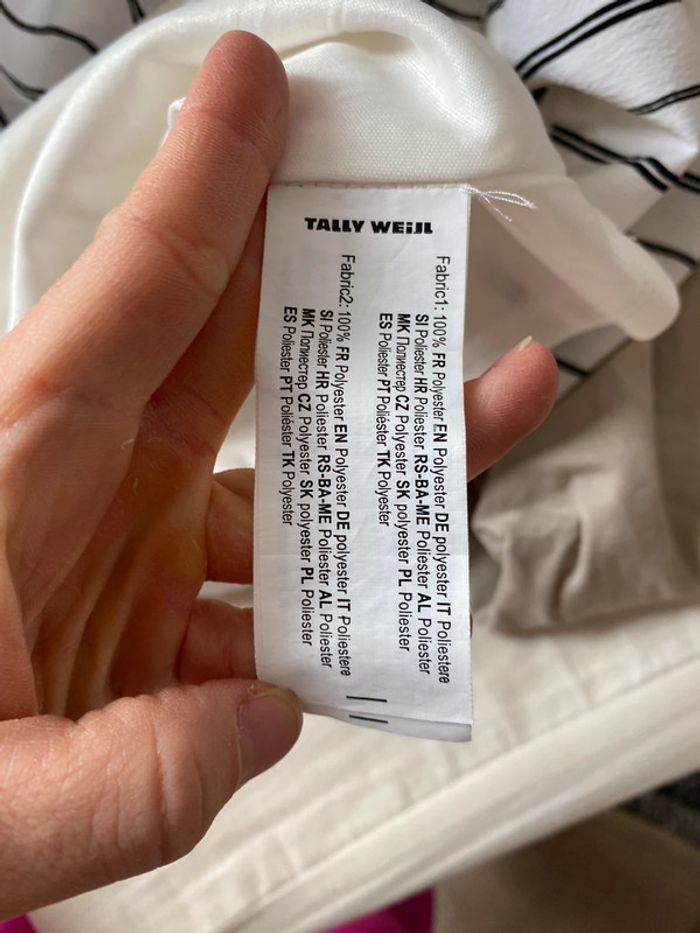 TALLY WEiJL
Fabric1: 100% FR Polyester EN Polyester DE polyester IT Poliestere
SI Poliester HR Poliester RS-BA-ME Poliester AL Poliester
MK Полиестер CZ Polyester SK polyester PL Poliester
ES Poliester PT Poliéster TK Polyester
Fabric2: 100% FR Polyester EN Polyester DE polyester IT Poliestere
SI Poliester HR Poliester RS-BA-ME Poliester AL Poliester
MK Полиестер CZ Polyester SK polyester PL Poliester
ES Poliester PT Poliéster TK Polyester